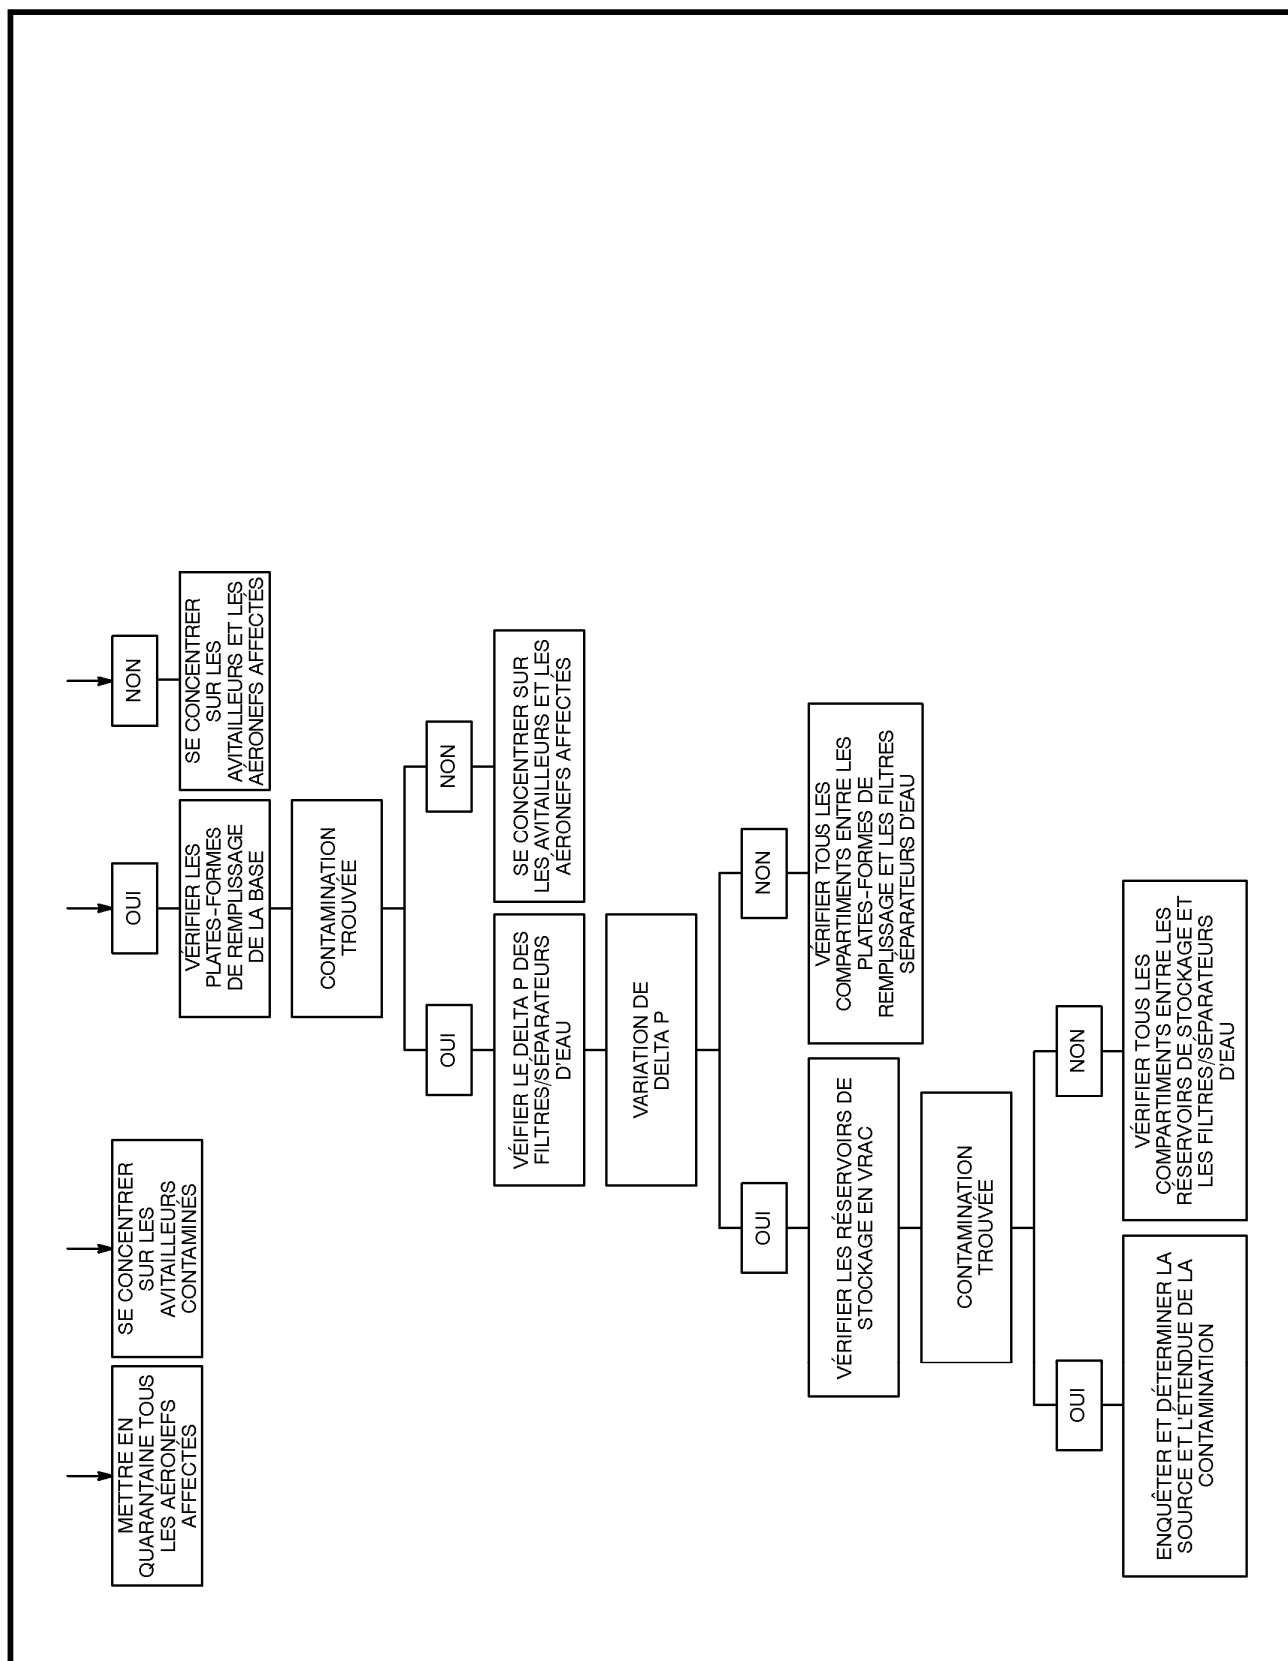 METTRE EN
QUARANTAINE TOUS
LES AÉRONEFS
AFFECTÉS
SE CONCENTRER
SUR LES
AVITAILLEURS
CONTAMINÉS
OUI
NON
VÉRIFIER LES
PLATES-FORMES
DE REMPLISSAGE
DE LA BASE
SE CONCENTRER
SUR LES
AVITAILLEURS ET LES
AÉRONEFS AFFECTÉS
CONTAMINATION
TROUVÉE
OUI
NON
VÉIFIER LE DELTA P DES
FILTRES/SÉPARATEURS
D'EAU
SE CONCENTRER SUR
LES AVITAILLEURS ET LES
AÉRONEFS AFFECTÉS
VARIATION DE
DELTA P
OUI
NON
VÉRIFIER LES RÉSERVOIRS DE
STOCKAGE EN VRAC
VÉRIFIER TOUS LES
COMPARTIMENTS ENTRE LES
PLATES-FORMES DE
REMPLISSAGE ET LES FILTRES
SÉPARATEURS D'EAU
CONTAMINATION
TROUVÉE
OUI
NON
ENQUÊTER ET DÉTERMINER LA
SOURCE ET L'ÉTENDUE DE LA
CONTAMINATION
VÉRIFIER TOUS LES
COMPARTIMENTS ENTRE LES
RÉSERVOIRS DE STOCKAGE ET
LES FILTRES/SÉPARATEURS
D'EAU